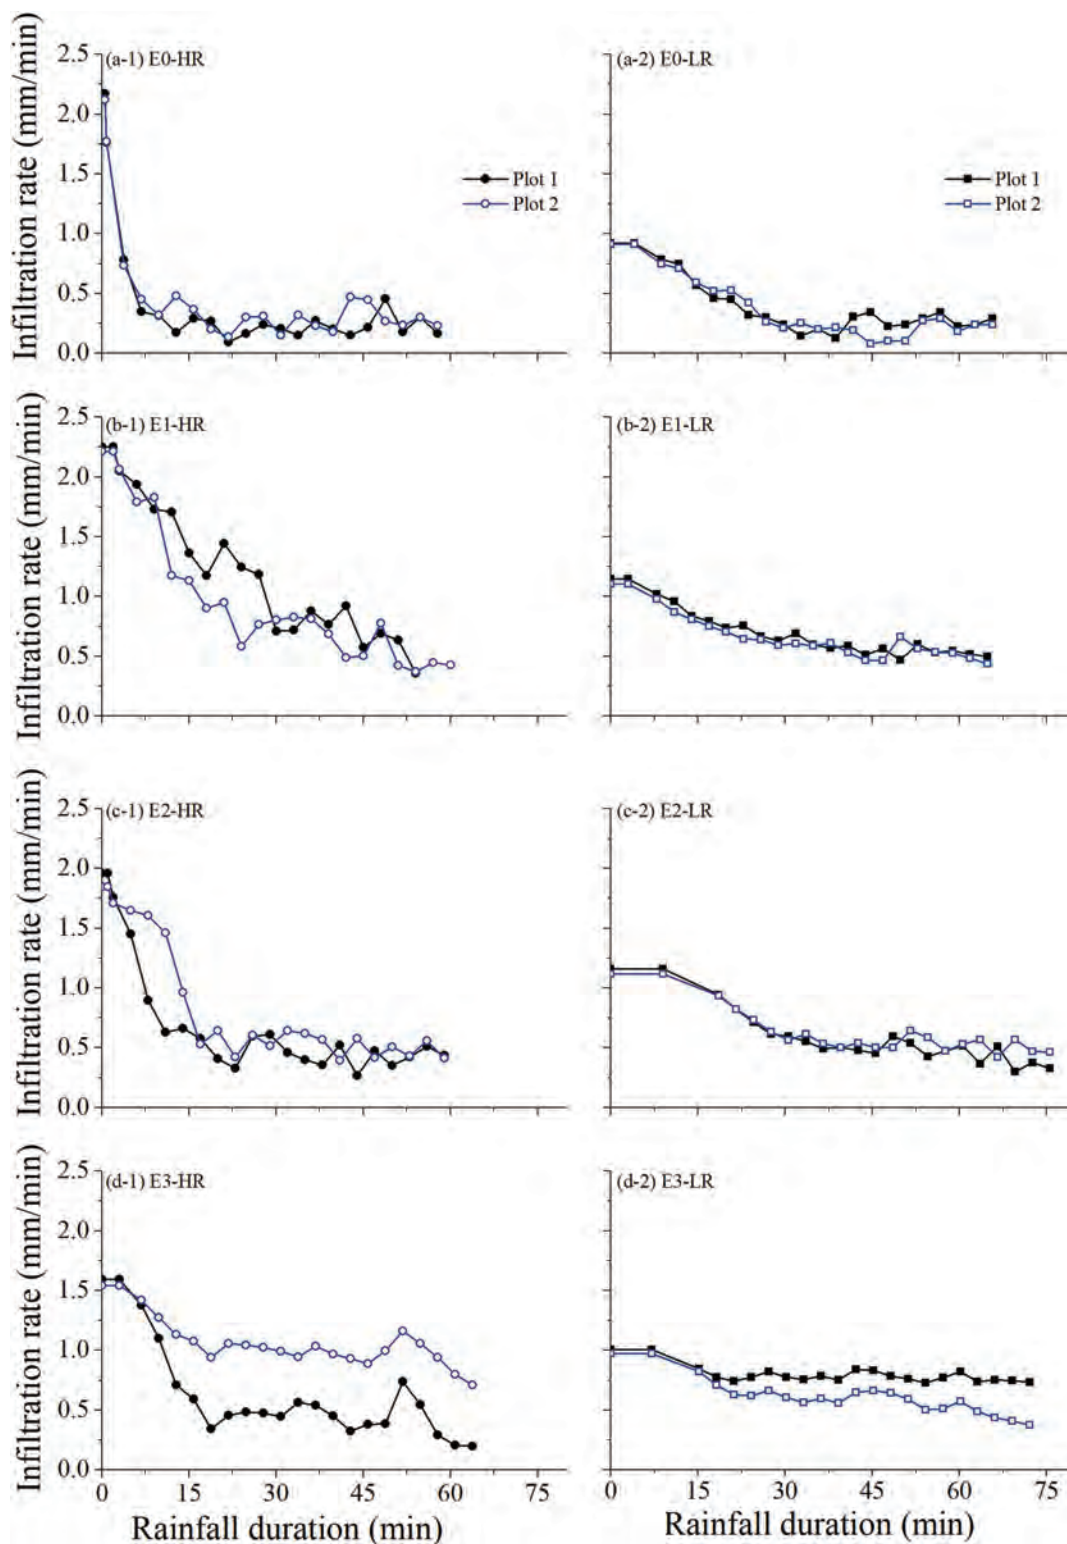 Infiltration rate (mm/min)
2.5
2.0
1.5
1.0
0.5
0.0
(a-1) E0-HR
Plot 1
Plot 2
(a-2) E0-LR
Plot 1
Plot 2
Infiltration rate (mm/min)
2.5
2.0
1.5
1.0
0.5
0.0
(b-1) E1-HR
(b-2) E1-LR
Infiltration rate (mm/min)
2.5
2.0
1.5
1.0
0.5
0.0
(c-1) E2-HR
(c-2) E2-LR
Infiltration rate (mm/min)
2.5
2.0
1.5
1.0
0.5
0.0
(d-1) E3-HR
(d-2) E3-LR
0 15 30 45 60 75
0 15 30 45 60 75
Rainfall duration (min)
Rainfall duration (min)